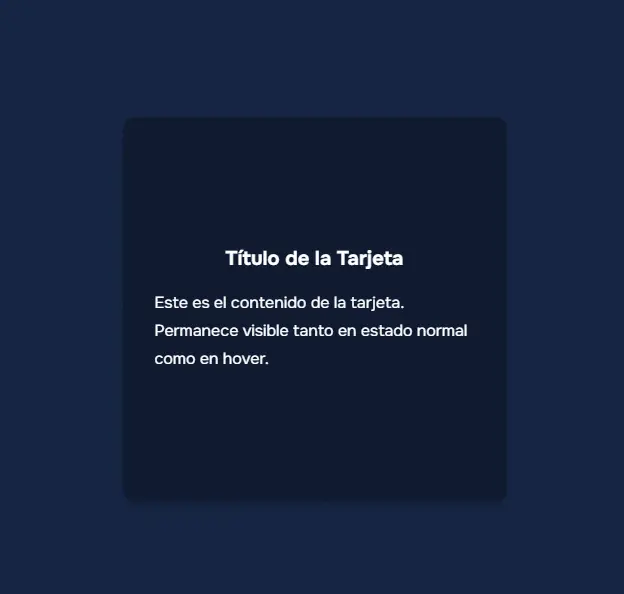 Título de la Tarjeta
Este es el contenido de la tarjeta.
Permanece visible tanto en estado normal
como en hover.